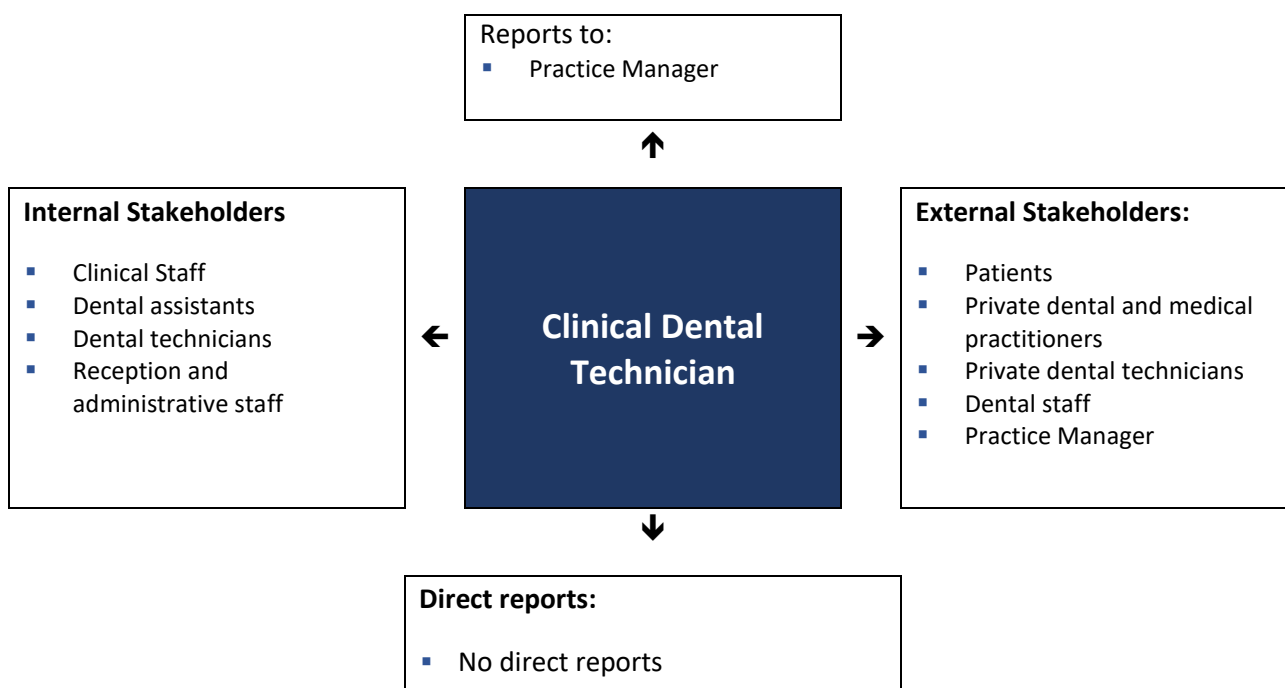 Reports to:
▪ Practice Manager
Internal Stakeholders
▪ Clinical Staff
▪ Dental assistants
▪ Dental technicians
▪ Reception and
administrative staff
Clinical Dental
Technician
External Stakeholders:
▪ Patients
▪ Private dental and medical
practitioners
▪ Private dental technicians
▪ Dental staff
▪ Practice Manager
Direct reports:
▪ No direct reports